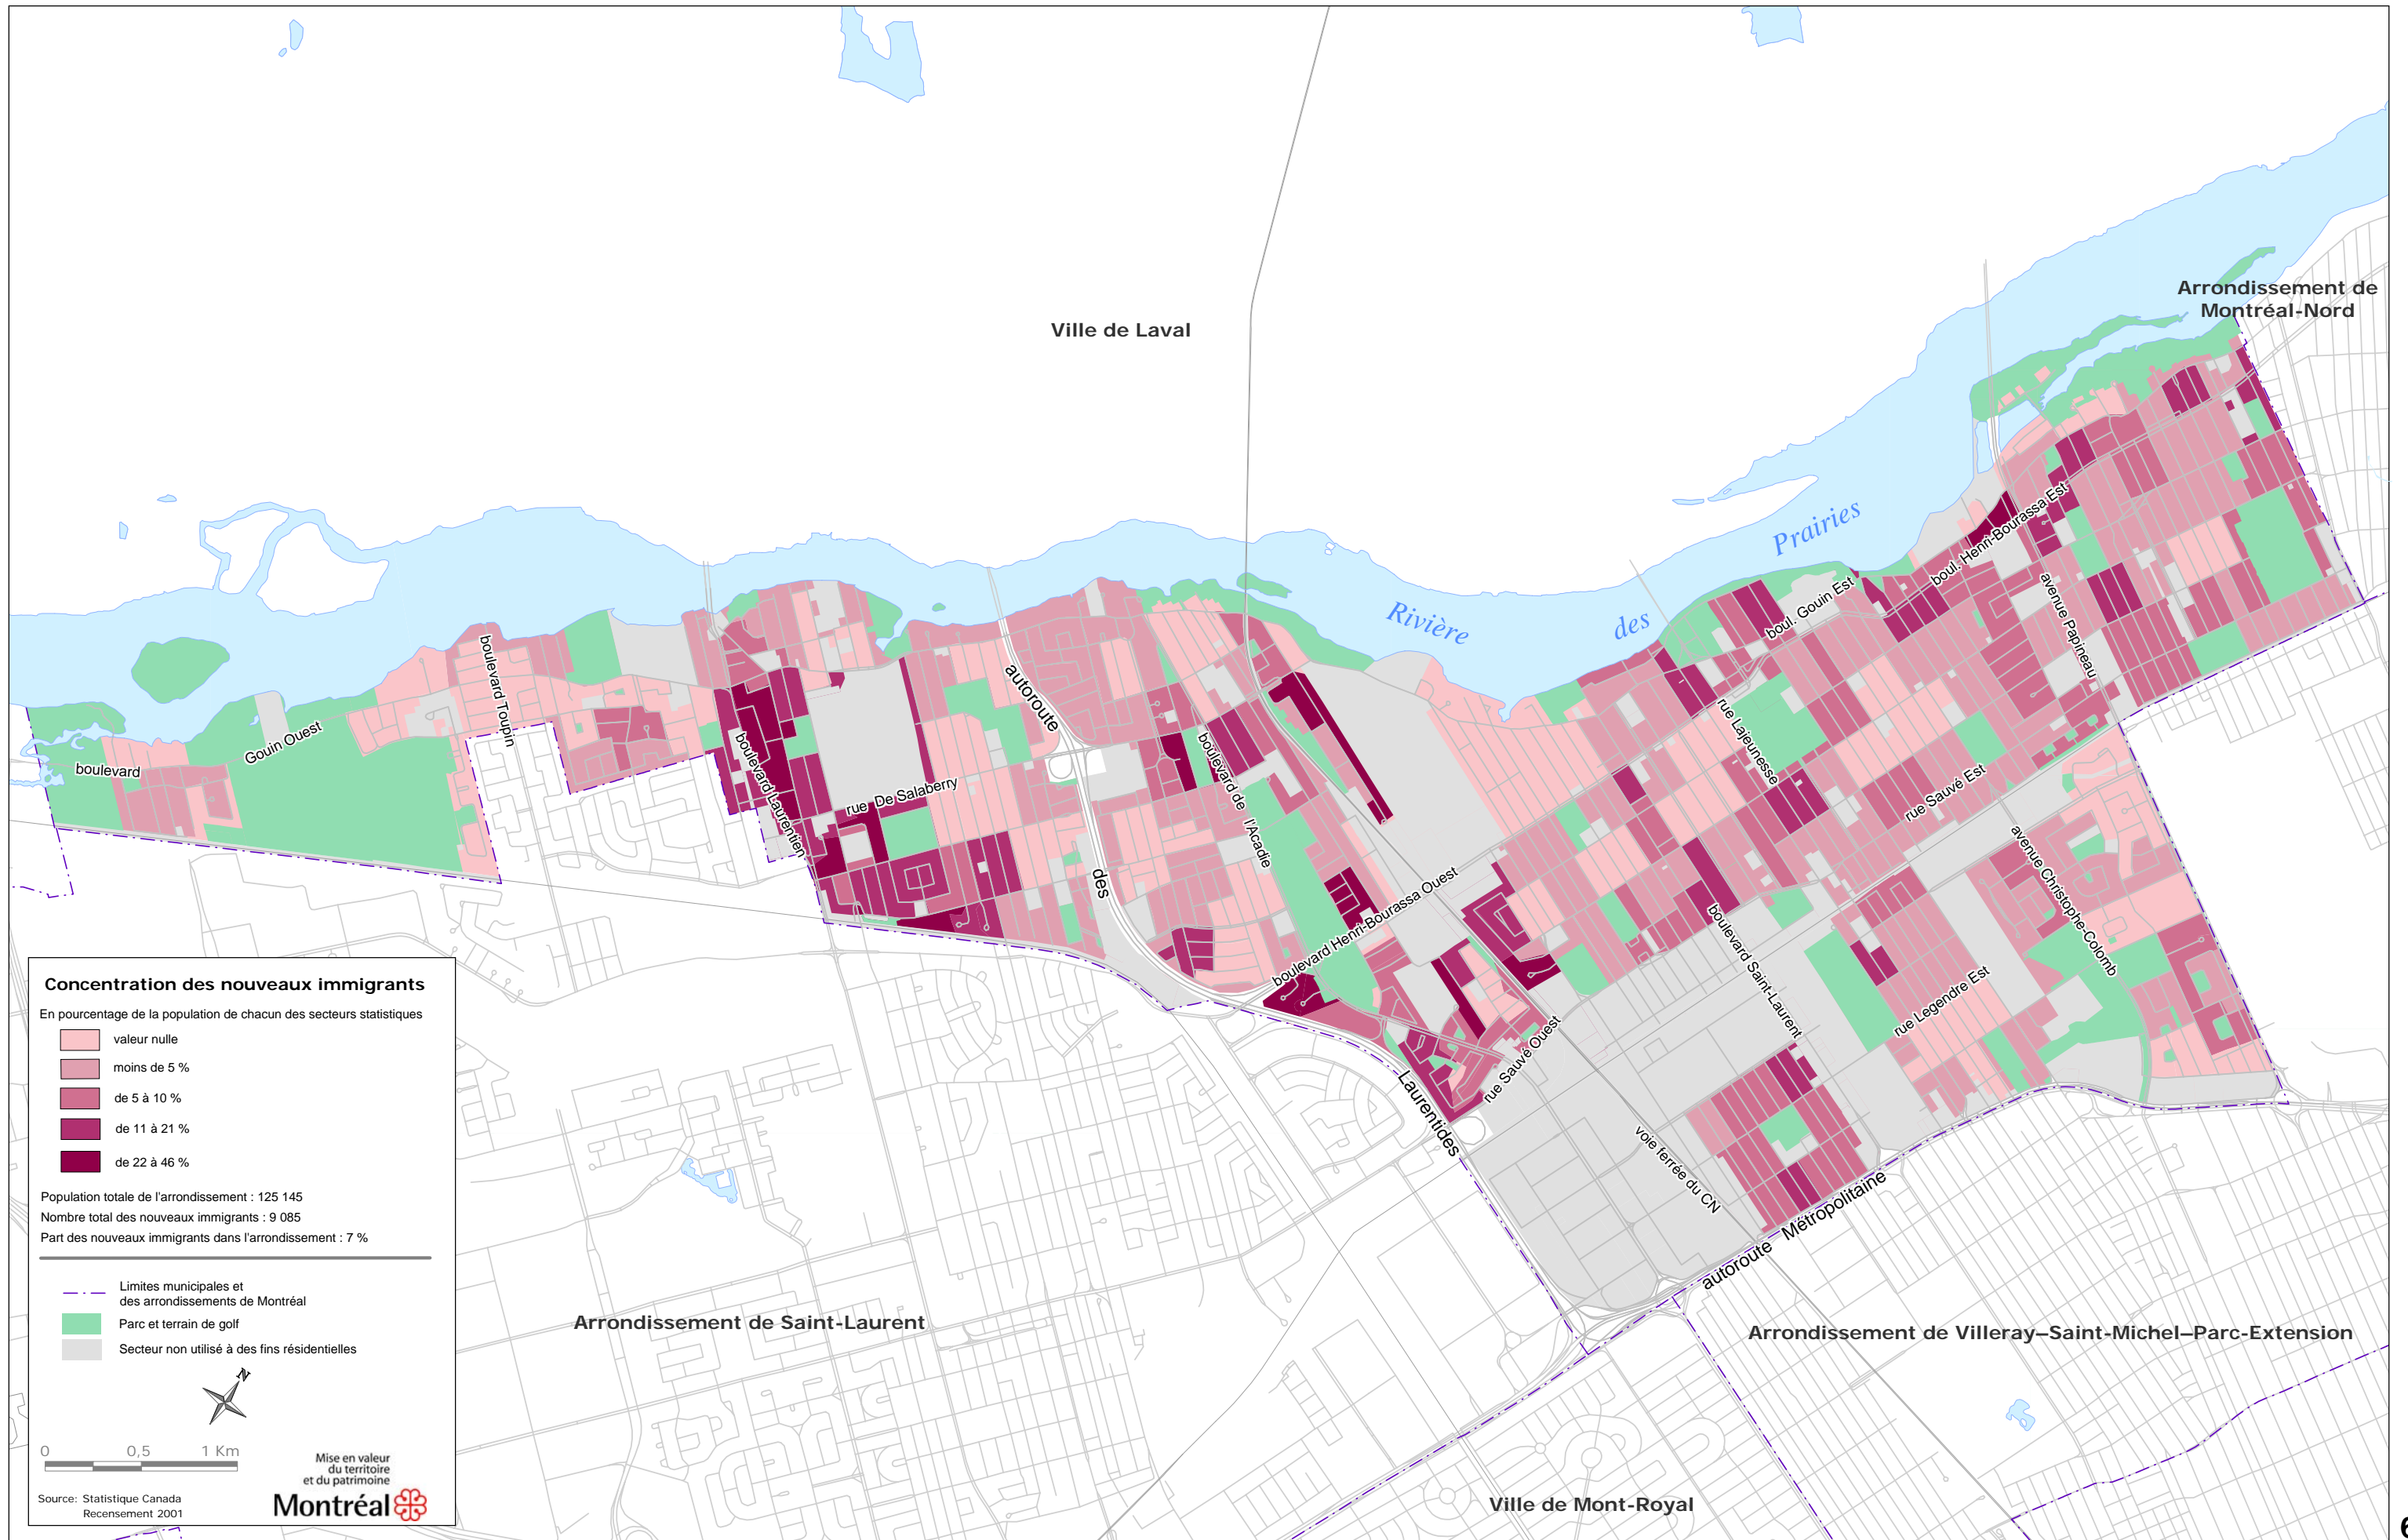 Ville de Laval
Arrondissement de
Montréal-Nord
Rivière
des
Prairies
boulevard
Gouin Ouest
boulevard Toupin
boulevard Laurentien
rue De Salaberry
autoroute
des
Laurentides
boulevard de
l'Acadie
boulevard Henri-Bourassa Ouest
rue Sauvé Ouest
boul. Gouin Est
boul. Henri-Bourassa Est
avenue Papineau
rue Lajeunesse
rue Sauvé Est
avenue Christophe-Colomb
boulevard Saint-Laurent
rue Legendre Est
voie ferrée du CN
autoroute Métropolitaine
Arrondissement de Saint-Laurent
Arrondissement de Villeray–Saint-Michel–Parc-Extension
Ville de Mont-Royal
Concentration des nouveaux immigrants
En pourcentage de la population de chacun des secteurs statistiques
valeur nulle
moins de 5 %
de 5 à 10 %
de 11 à 21 %
de 22 à 46 %
Population totale de l'arrondissement : 125 145
Nombre total des nouveaux immigrants : 9 085
Part des nouveaux immigrants dans l'arrondissement : 7 %
Limites municipales et
des arrondissements de Montréal
Parc et terrain de golf
Secteur non utilisé à des fins résidentielles
N
0 0,5 1 Km
Mise en valeur
du territoire
et du patrimoine
Montréal
Source: Statistique Canada
Recensement 2001